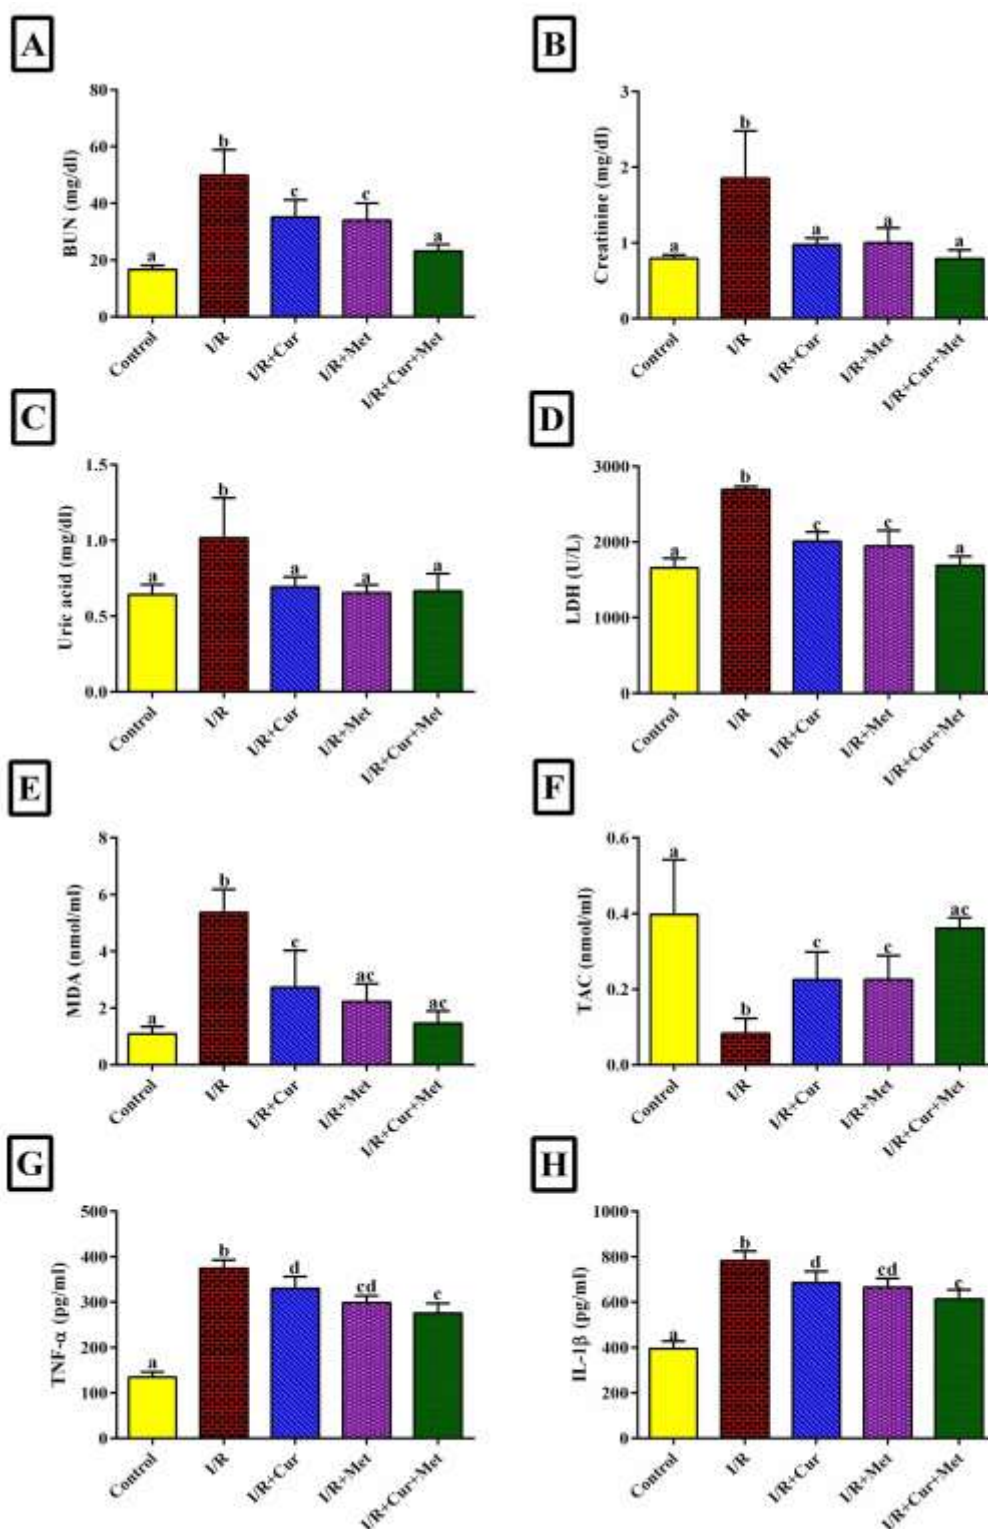 A
BUN (mg/dl)
80
60
40
20
0
a
b
c
c
a
Control
I/R
I/R+Cur
I/R+Met
I/R+Cur+Met
B
Creatinine (mg/dl)
3
2
1
0
a
b
a
a
a
Control
I/R
I/R+Cur
I/R+Met
I/R+Cur+Met
C
Uric acid (mg/dl)
1.5
1.0
0.5
0.0
a
b
a
a
a
Control
I/R
I/R+Cur
I/R+Met
I/R+Cur+Met
D
LDH (U/L)
3000
2000
1000
0
a
b
c
c
a
Control
I/R
I/R+Cur
I/R+Met
I/R+Cur+Met
E
MDA (nmol/ml)
8
6
4
2
0
a
b
c
ac
ac
Control
I/R
I/R+Cur
I/R+Met
I/R+Cur+Met
F
TAC (nmol/ml)
0.6
0.4
0.2
0.0
a
b
c
c
ac
Control
I/R
I/R+Cur
I/R+Met
I/R+Cur+Met
G
TNF-α (pg/ml)
500
400
300
200
100
0
a
b
d
cd
c
Control
I/R
I/R+Cur
I/R+Met
I/R+Cur+Met
H
IL-1β (pg/ml)
1000
800
600
400
200
0
a
b
d
cd
c
Control
I/R
I/R+Cur
I/R+Met
I/R+Cur+Met